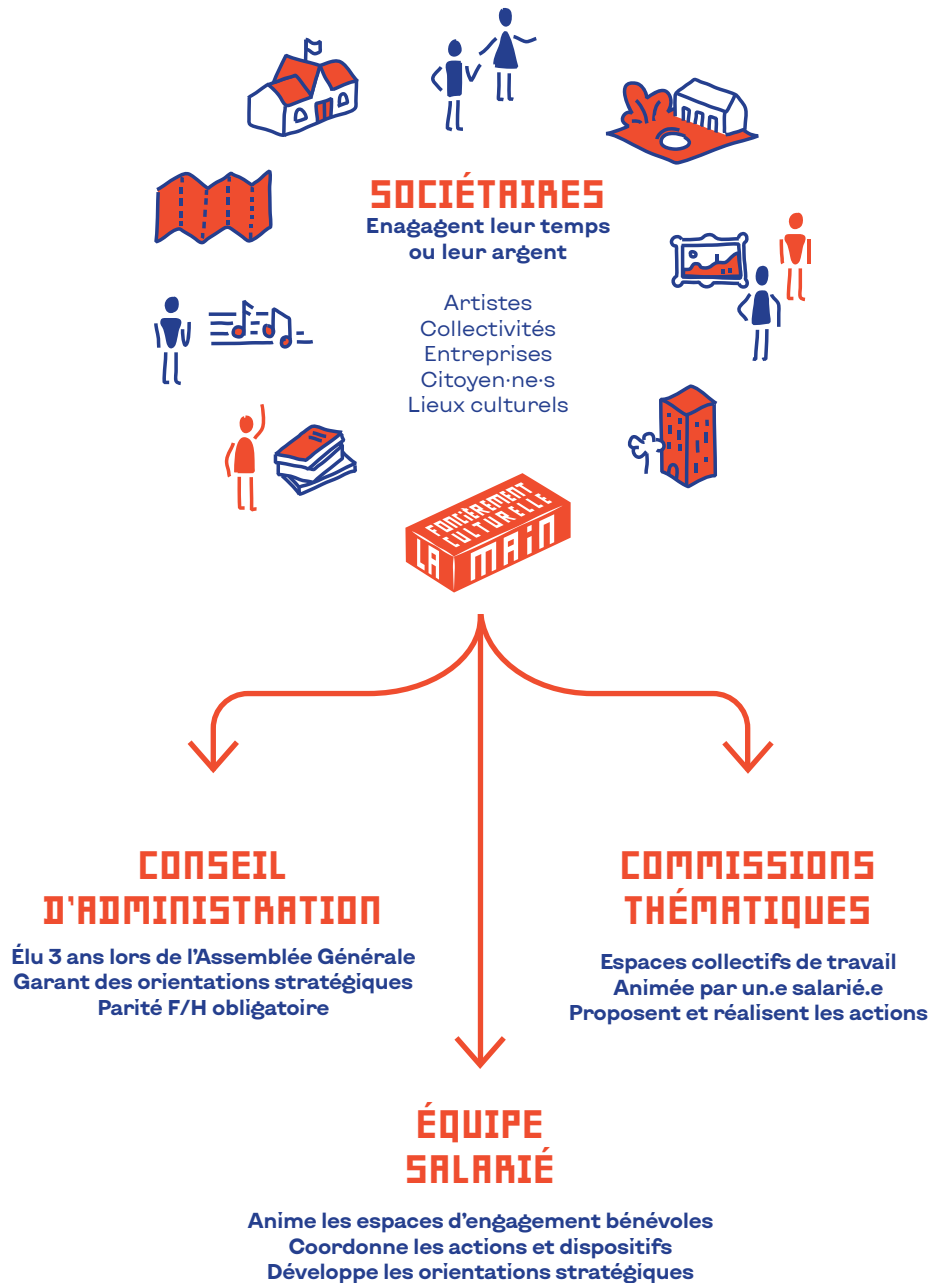 SOCIÉTAIRES
Enagagent leur temps
ou leur argent
Artistes
Collectivités
Entreprises
Citoyen·ne·s
Lieux culturels
FONCIÈREMENT
CULTURELLE
LA MAIN
CONSEIL
D'ADMINISTRATION
Élu 3 ans lors de l'Assemblée Générale
Garant des orientations stratégiques
Parité F/H obligatoire
COMMISSIONS
THÉMATIQUES
Espaces collectifs de travail
Animée par un.e salarié.e
Proposent et réalisent les actions
ÉQUIPE
SALARIÉ
Anime les espaces d'engagement bénévoles
Coordonne les actions et dispositifs
Développe les orientations stratégiques